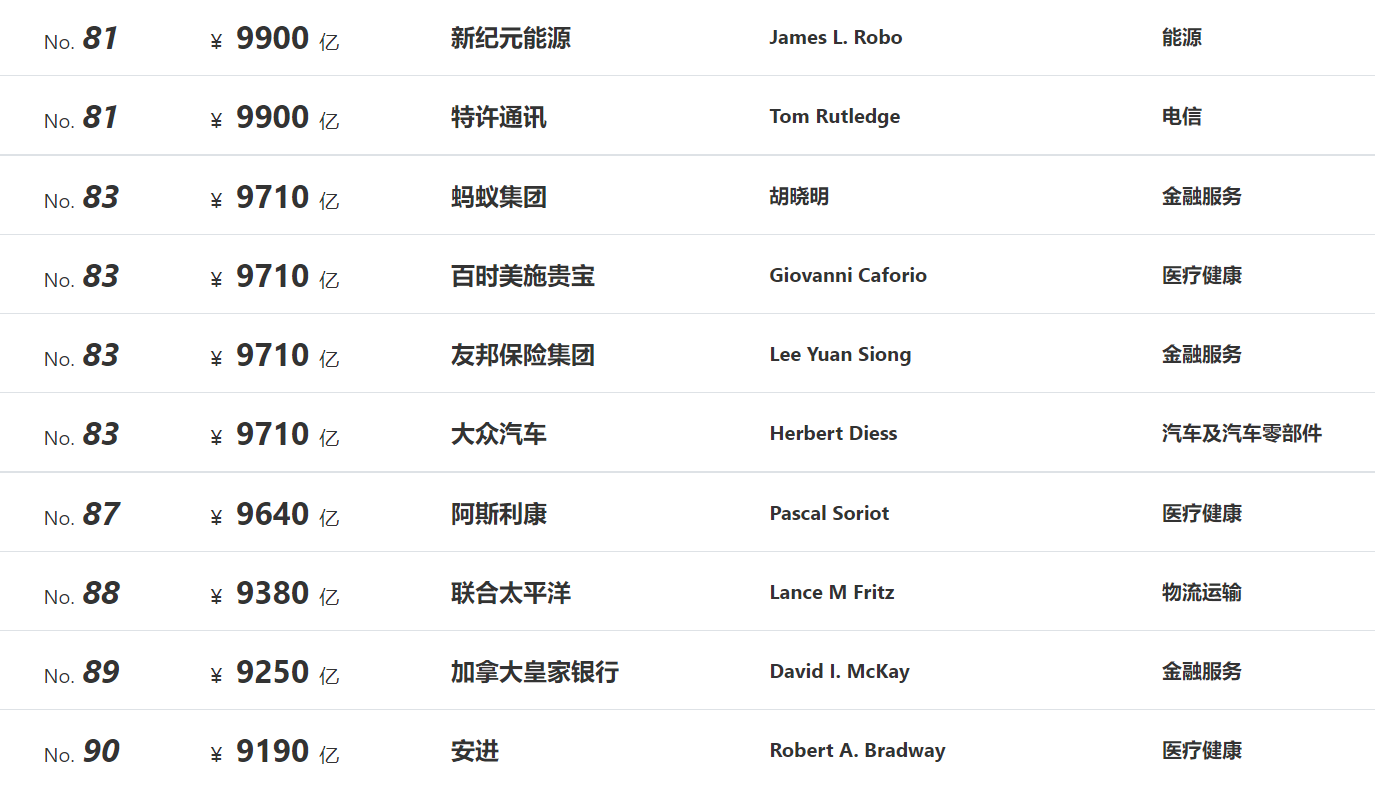 No. 81 ¥ 9900 亿 新纪元能源 James L. Robo 能源
No. 81 ¥ 9900 亿 特许通讯 Tom Rutledge 电信
No. 83 ¥ 9710 亿 蚂蚁集团 胡晓明 金融服务
No. 83 ¥ 9710 亿 百时美施贵宝 Giovanni Caforio 医疗健康
No. 83 ¥ 9710 亿 友邦保险集团 Lee Yuan Siong 金融服务
No. 83 ¥ 9710 亿 大众汽车 Herbert Diess 汽车及汽车零部件
No. 87 ¥ 9640 亿 阿斯利康 Pascal Soriot 医疗健康
No. 88 ¥ 9380 亿 联合太平洋 Lance M Fritz 物流运输
No. 89 ¥ 9250 亿 加拿大皇家银行 David I. McKay 金融服务
No. 90 ¥ 9190 亿 安进 Robert A. Bradway 医疗健康